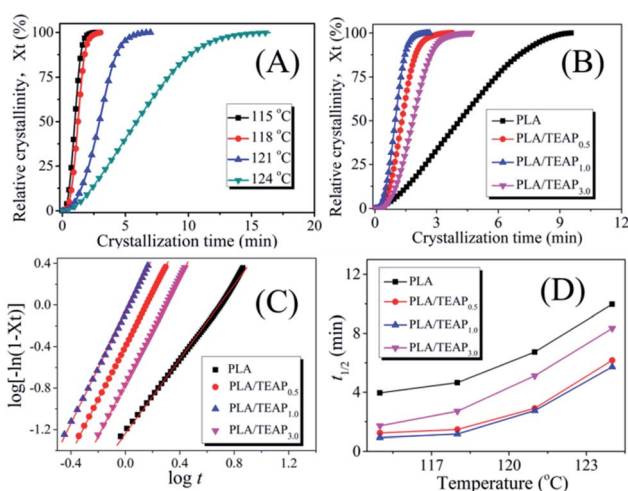 Relative crystallinity, Xt (%)
100
75
50
25
0
(A)
115 °C
118 °C
121 °C
124 °C
0 5 10 15 20
Crystallization time (min)
Relative crystallinity, Xt (%)
100
75
50
25
0
(B)
PLA
PLA/TEAP0.5
PLA/TEAP1.0
PLA/TEAP3.0
0 3 6 9 12
Crystallization time (min)
log[-ln(1-Xt)]
0.4
0.0
-0.4
-0.8
-1.2
(C)
PLA
PLA/TEAP0.5
PLA/TEAP1.0
PLA/TEAP3.0
-0.4 0.0 0.4 0.8 1.2
log t
t1/2 (min)
12
8
4
0
PLA
PLA/TEAP0.5
PLA/TEAP1.0
PLA/TEAP3.0
(D)
117 120 123
Temperature (°C)